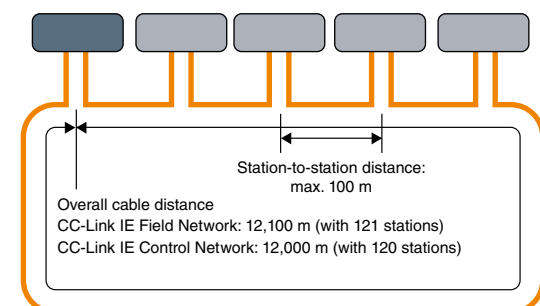 Station-to-station distance:
max. 100 m
Overall cable distance
CC-Link IE Field Network: 12,100 m (with 121 stations)
CC-Link IE Control Network: 12,000 m (with 120 stations)